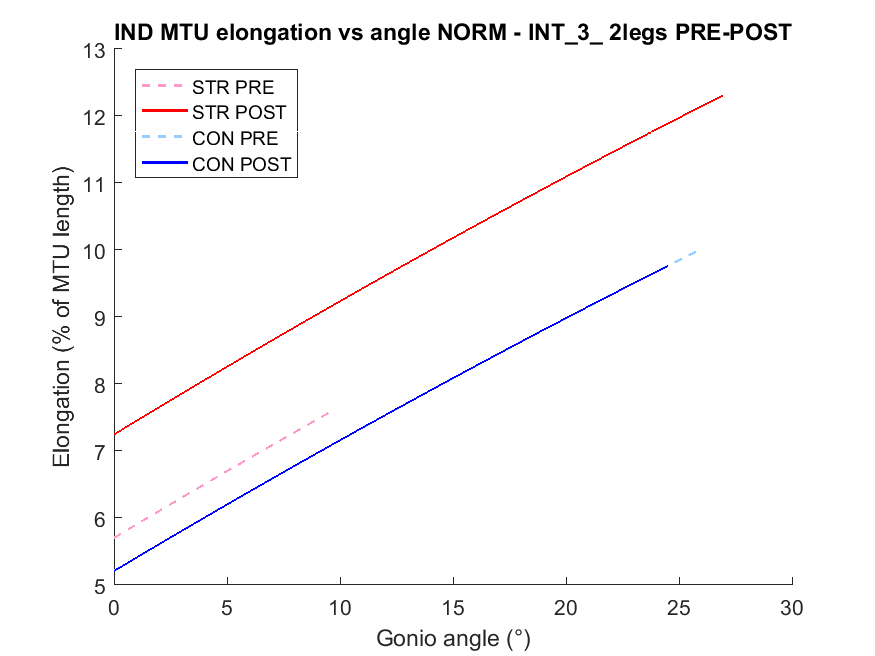 IND MTU elongation vs angle NORM - INT_3_ 2legs PRE-POST
13
12
11
10
9
8
7
6
5
Elongation (% of MTU length)
STR PRE
STR POST
CON PRE
CON POST
0 5 10 15 20 25 30
Gonio angle (°)